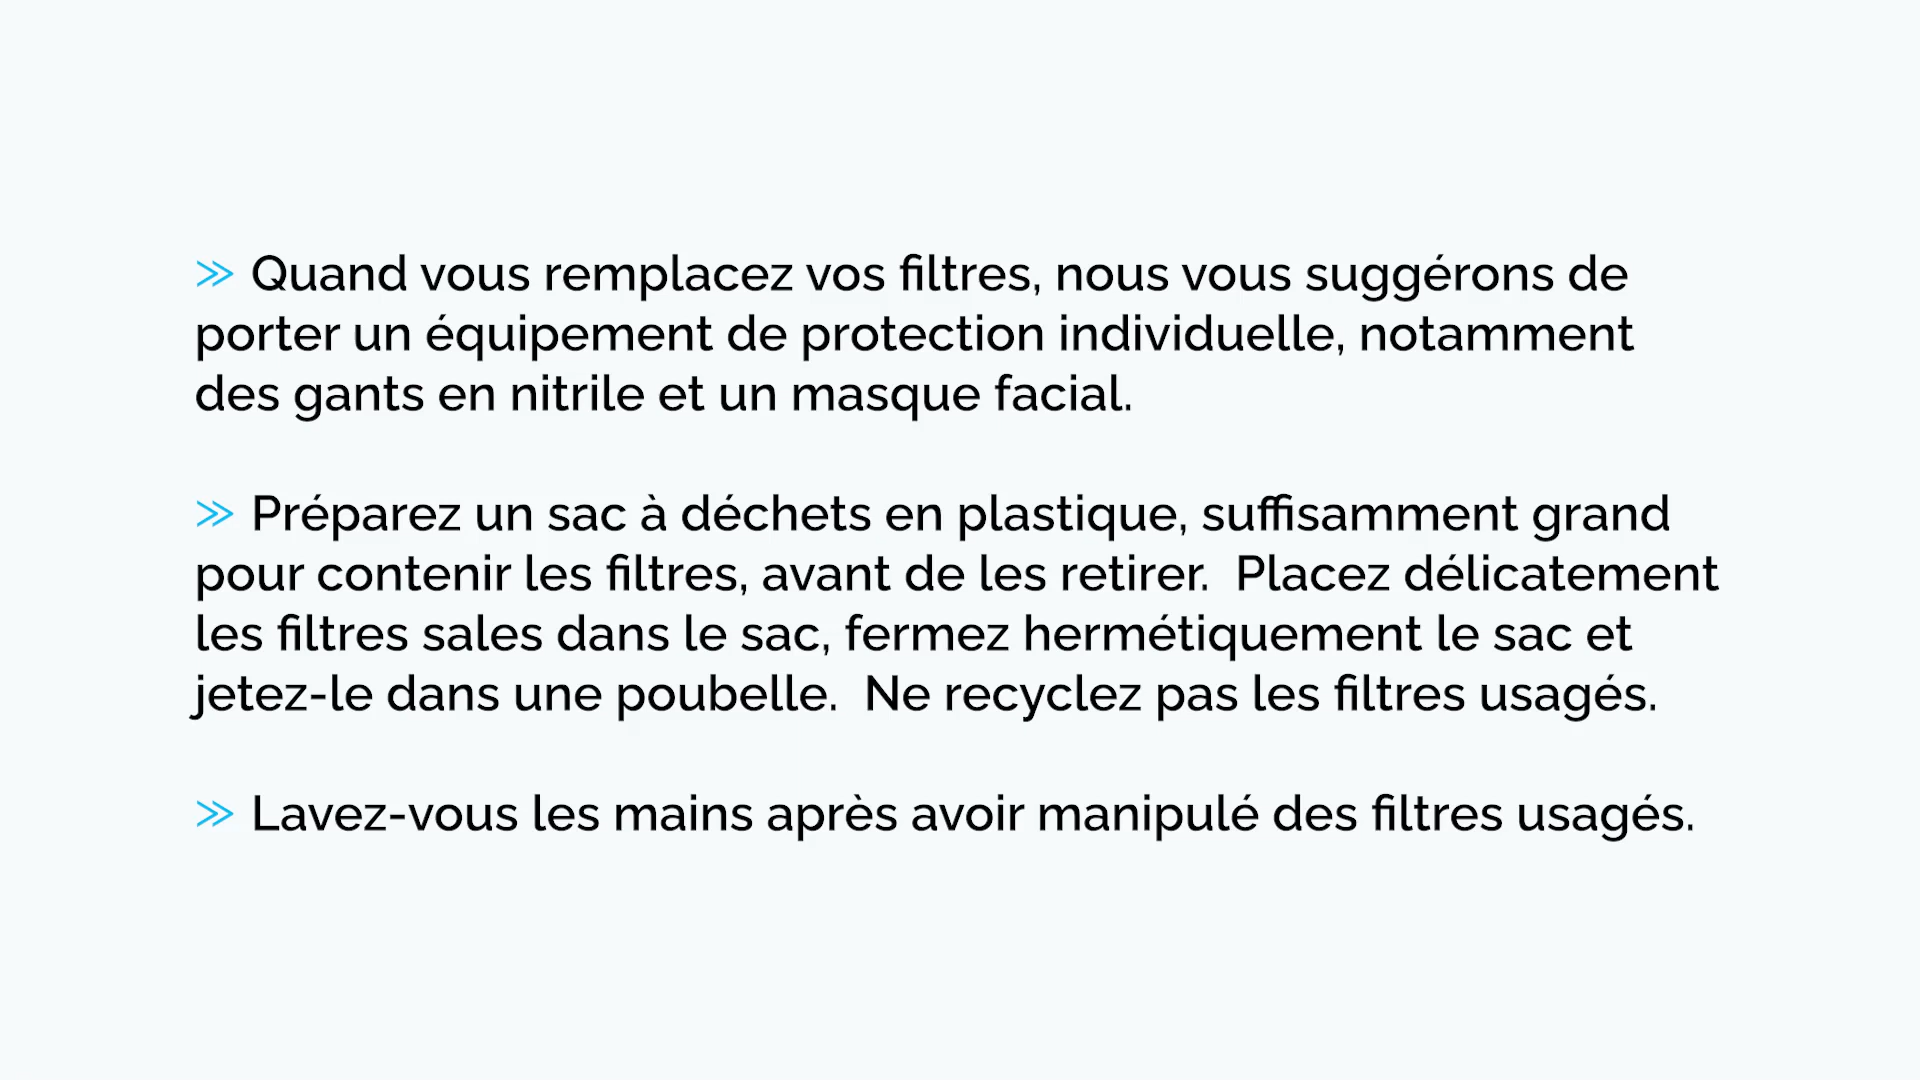 » Quand vous remplacez vos filtres, nous vous suggérons de
porter un équipement de protection individuelle, notamment
des gants en nitrile et un masque facial.
» Préparez un sac à déchets en plastique, suffisamment grand
pour contenir les filtres, avant de les retirer.  Placez délicatement
les filtres sales dans le sac, fermez hermétiquement le sac et
jetez-le dans une poubelle.  Ne recyclez pas les filtres usagés.
» Lavez-vous les mains après avoir manipulé des filtres usagés.